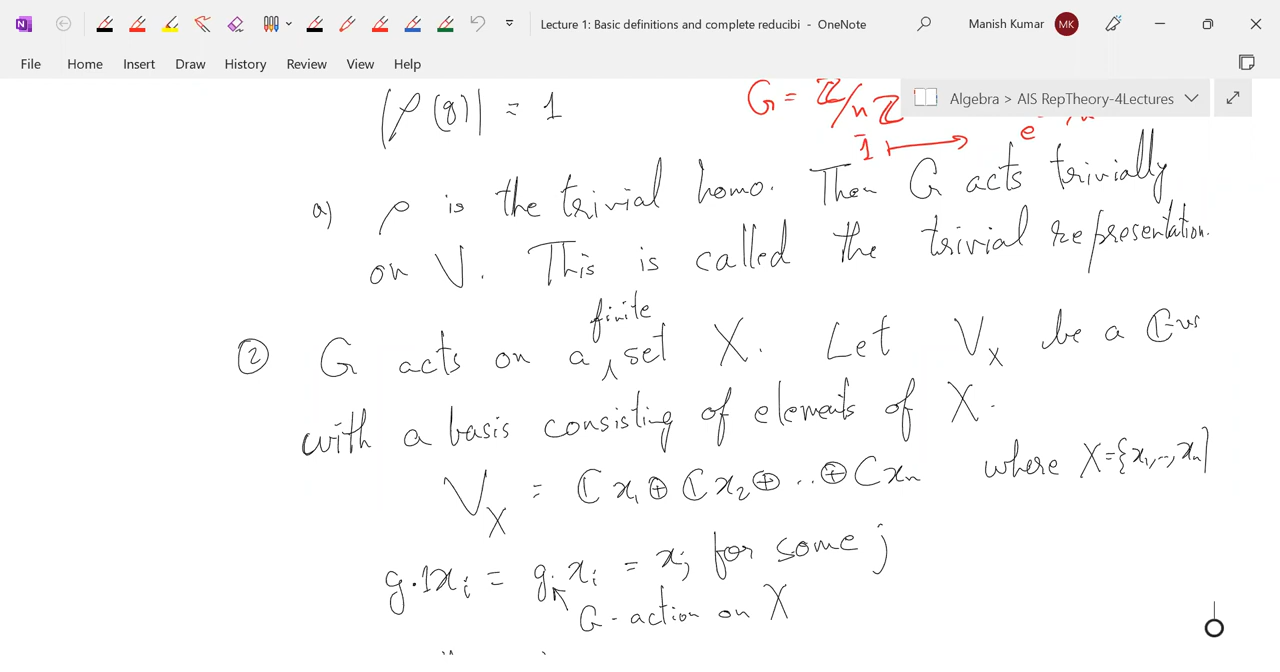 Lecture 1: Basic definitions and complete reducibi - OneNote
Manish Kumar
MK
File Home Insert Draw History Review View Help
Algebra > AIS RepTheory-4Lectures
|ρ(g)| = 1
G = ℤ/nℤ
1̄ ↦ e
a) ρ is the trivial homo. Then G acts trivially
on V. This is called the trivial representation.
finite
② G acts on a ∧ set X. Let V_X be a ℂ-vs
with a basis consisting of elements of X.
V_X = ℂx₁ ⊕ ℂx₂ ⊕ ... ⊕ ℂxₙ where X = {x₁,..,xₙ}
g.1xᵢ = g.xᵢ = xⱼ for some j
G-action on X